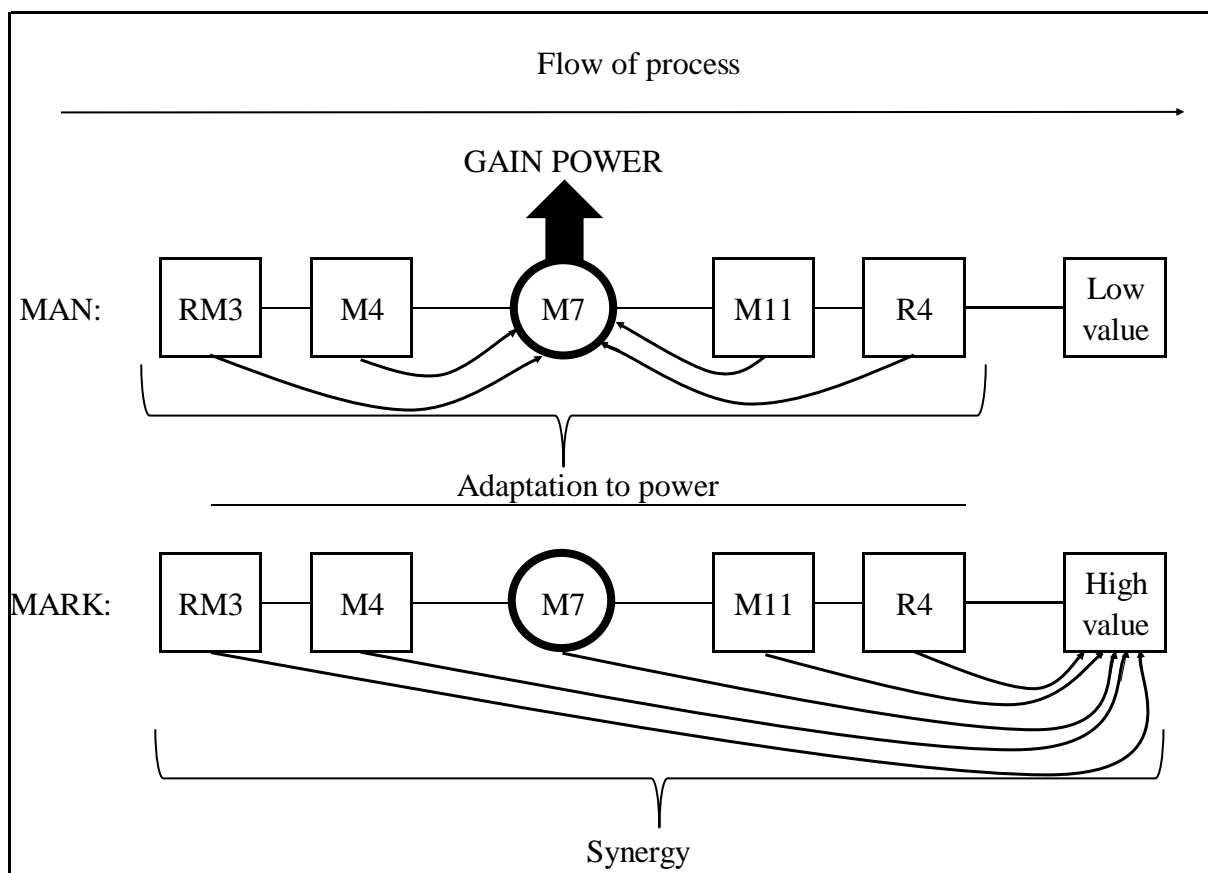 Flow of process
GAIN POWER
MAN:
RM3
M4
M7
M11
R4
Low
value
Adaptation to power
MARK:
RM3
M4
M7
M11
R4
High
value
Synergy